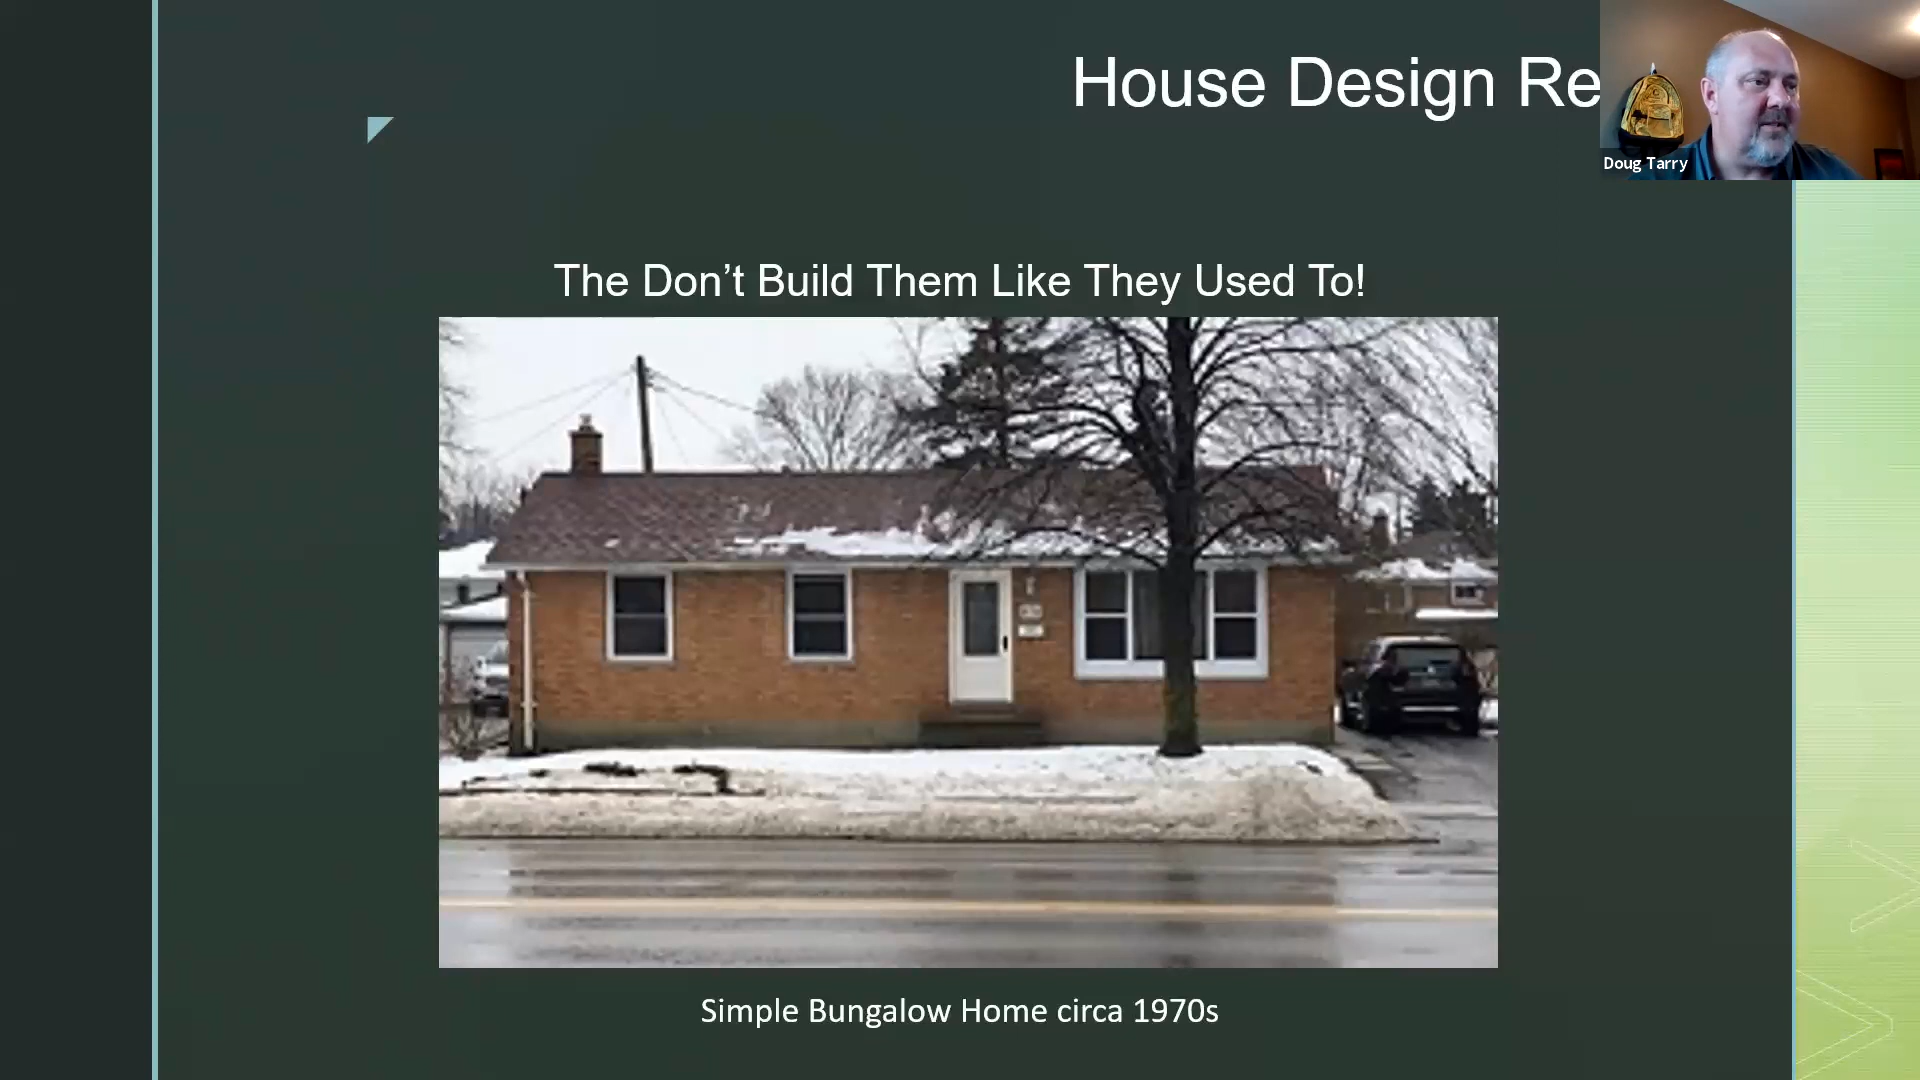 House Design Re
Doug Tarry
The Don’t Build Them Like They Used To!
Simple Bungalow Home circa 1970s